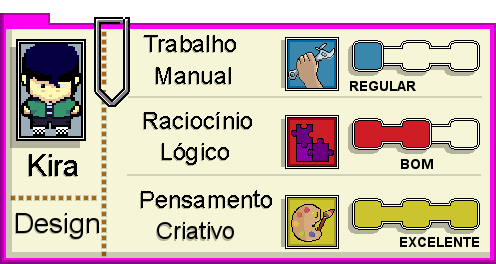 Kira
Design
Trabalho
Manual
REGULAR
Raciocínio
Lógico
BOM
Pensamento
Criativo
EXCELENTE